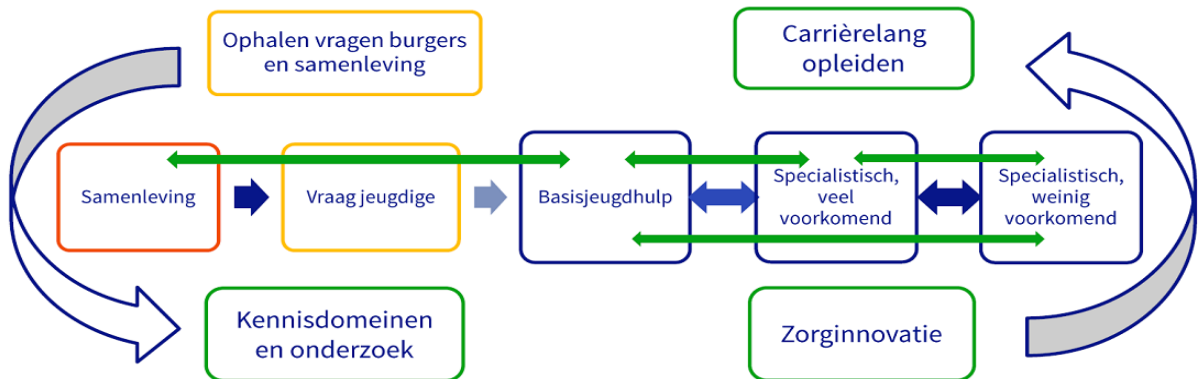 Ophalen vragen burgers
en samenleving
Carrièrelang
opleiden
Samenleving
Vraag jeugdige
Basisjeugdhulp
Specialistisch,
veel
voorkomend
Specialistisch,
weinig
voorkomend
Kennisdomeinen
en onderzoek
Zorginnovatie